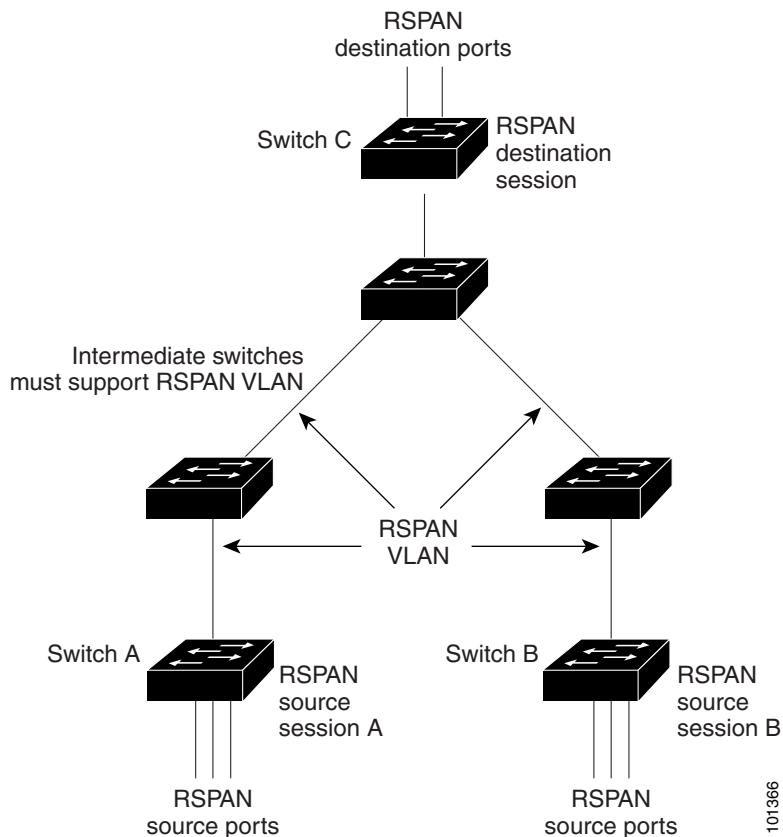 RSPAN
destination ports
Switch C
RSPAN
destination
session
Intermediate switches
must support RSPAN VLAN
RSPAN
VLAN
Switch A
RSPAN
source
session A
Switch B
RSPAN
source
session B
RSPAN
source ports
RSPAN
source ports
101366